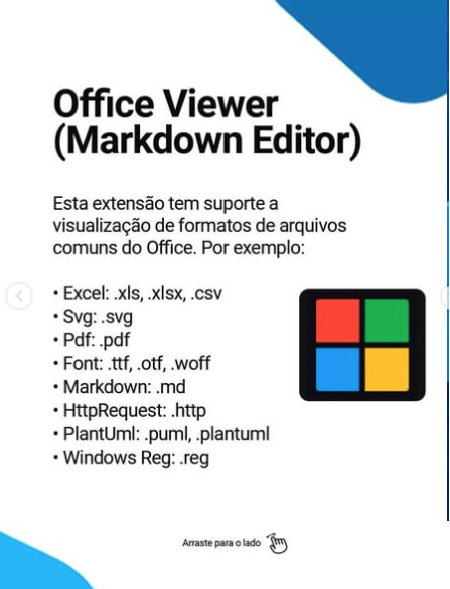 Office Viewer
(Markdown Editor)
Esta extensão tem suporte a
visualização de formatos de arquivos
comuns do Office. Por exemplo:
• Excel: .xls, .xlsx, .csv
• Svg: .svg
• Pdf: .pdf
• Font: .ttf, .otf, .woff
• Markdown: .md
• HttpRequest: .http
• PlantUml: .puml, .plantuml
• Windows Reg: .reg
Arraste para o lado